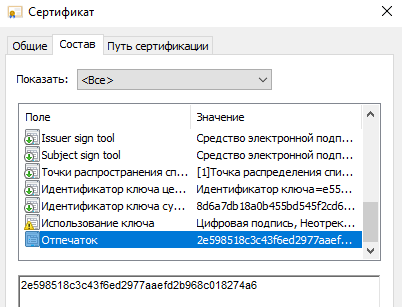 Сертификат
Общие Состав Путь сертификации
Показать: <Все>
Поле Значение
Issuer sign tool Средство электронной подп...
Subject sign tool Средство электронной подп...
Точки распространения сп... [1]Точка распределения спи...
Идентификатор ключа це... Идентификатор ключа=e55...
Идентификатор ключа су... 8d6a7db18a0b455bd545f2cd6...
Использование ключа Цифровая подпись, Неотрек...
Отпечаток 2e598518c3c43f6ed2977aaef...
2e598518c3c43f6ed2977aaefd2b968c018274a6